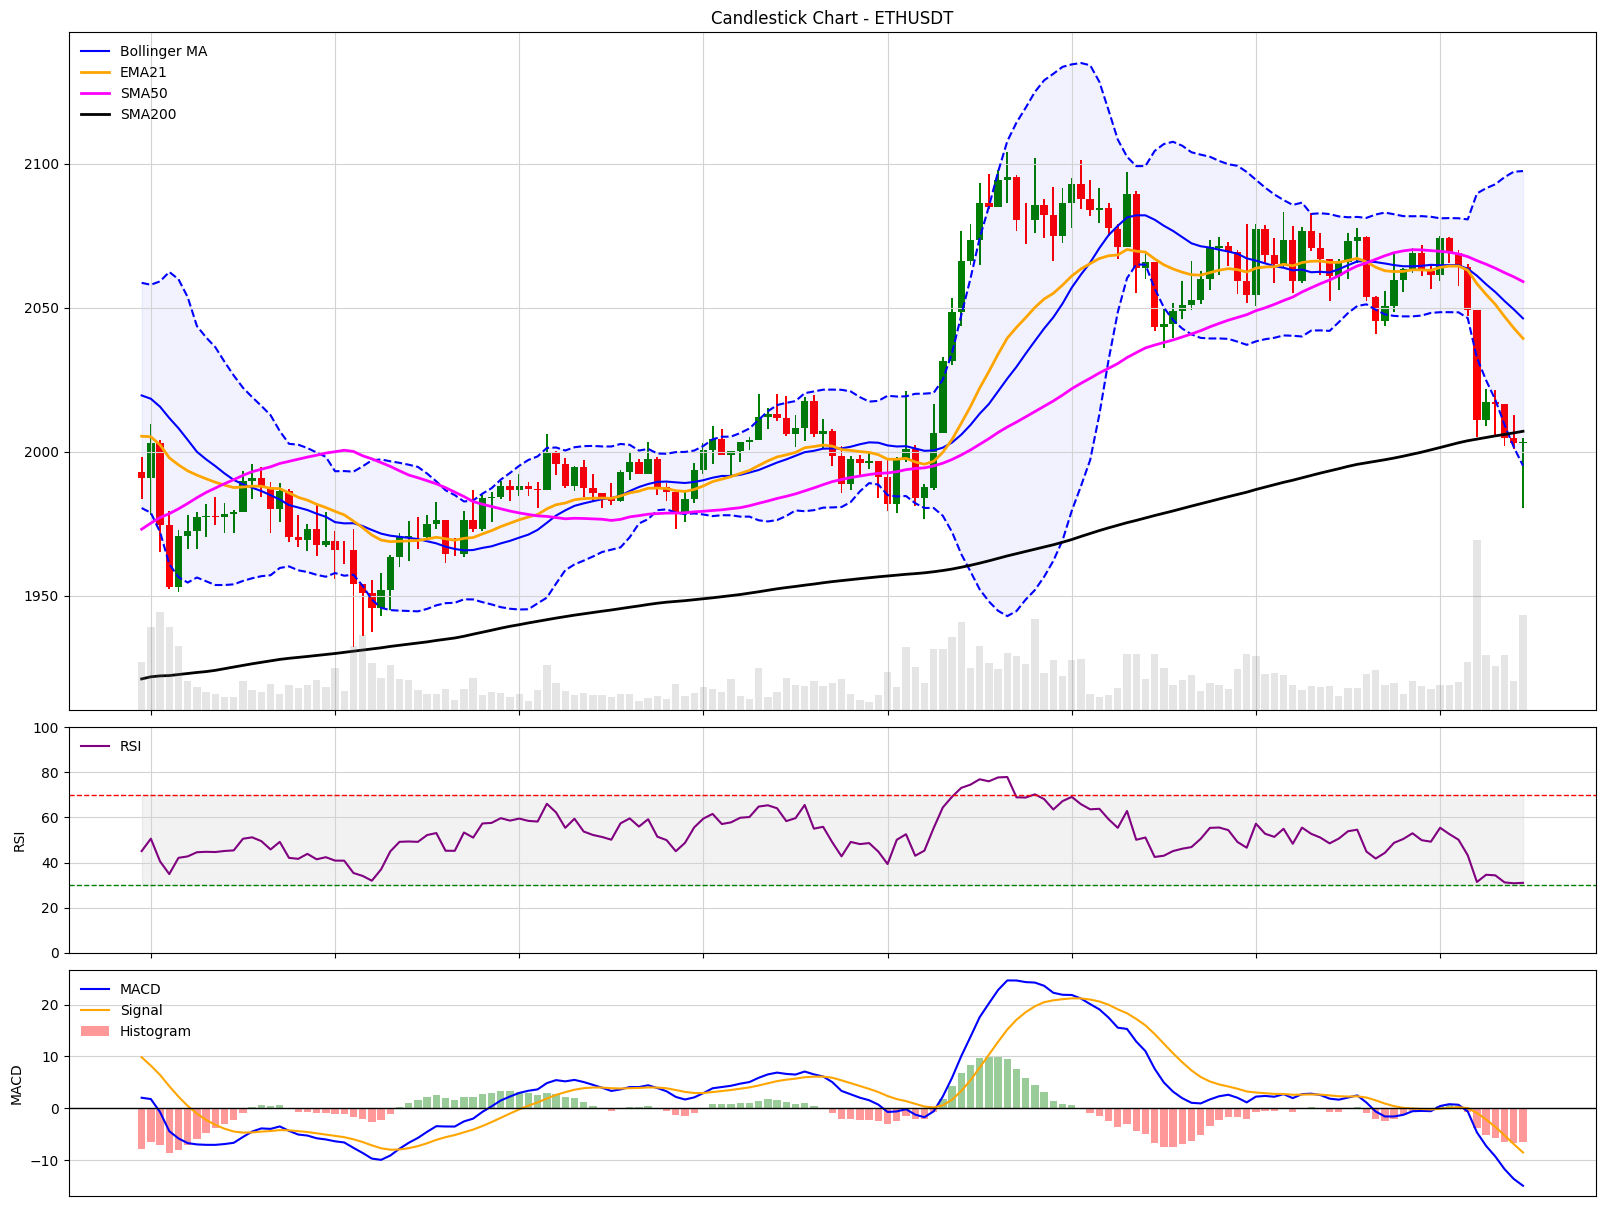 Candlestick Chart - ETHUSDT
Bollinger MA
EMA21
SMA50
SMA200
2100
2050
2000
1950
100
80
60
40
20
0
RSI
RSI
20
10
0
−10
MACD
MACD
Signal
Histogram